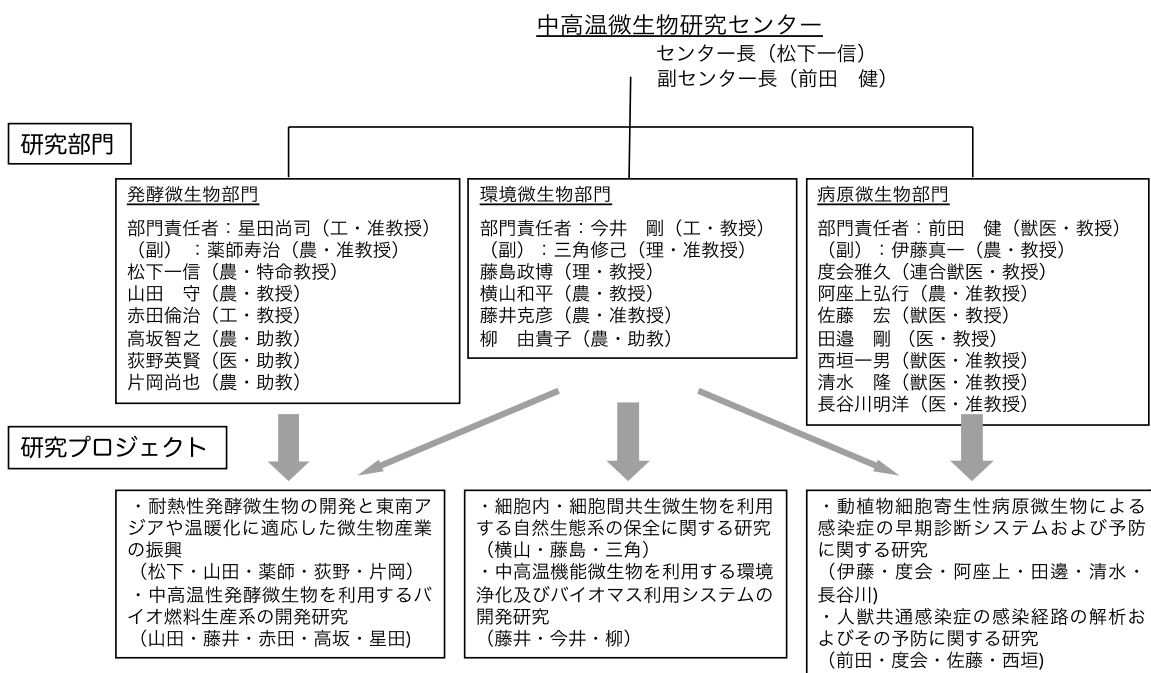 中高温微生物研究センター
センター長（松下一信）
副センター長（前田　健）
研究部門
発酵微生物部門
部門責任者：星田尚司（工・准教授）
（副）　：薬師寿治（農・准教授）
松下一信（農・特命教授）
山田　守（農・教授）
赤田倫治（工・教授）
高坂智之（農・助教）
荻野英賢（医・助教）
片岡尚也（農・助教）
環境微生物部門
部門責任者：今井　剛（工・教授）
（副）：三角修己（理・准教授）
藤島政博（理・教授）
横山和平（農・教授）
藤井克彦（農・准教授）
柳　由貴子（農・助教）
病原微生物部門
部門責任者：前田　健（獣医・教授）
（副）：伊藤真一（農・教授）
度会雅久（連合獣医・教授）
阿座上弘行（農・准教授）
佐藤　宏（獣医・教授）
田邉　剛　（医・教授）
西垣一男（獣医・准教授）
清水　隆（獣医・准教授）
長谷川明洋（医・准教授）
研究プロジェクト
・耐熱性発酵微生物の開発と東南ア
ジアや温暖化に適応した微生物産業
の振興
（松下・山田・薬師・荻野・片岡）
・中高温性発酵微生物を利用するバ
イオ燃料生産系の開発研究
（山田・藤井・赤田・高坂・星田)
・細胞内・細胞間共生微生物を利用
する自然生態系の保全に関する研究
（横山・藤島・三角）
・中高温機能微生物を利用する環境
浄化及びバイオマス利用システムの
開発研究
（藤井・今井・柳）
・動植物細胞寄生性病原微生物による
感染症の早期診断システムおよび予防
に関する研究
（伊藤・度会・阿座上・田邉・清水・
長谷川)
・人獣共通感染症の感染経路の解析お
よびその予防に関する研究
（前田・度会・佐藤・西垣)